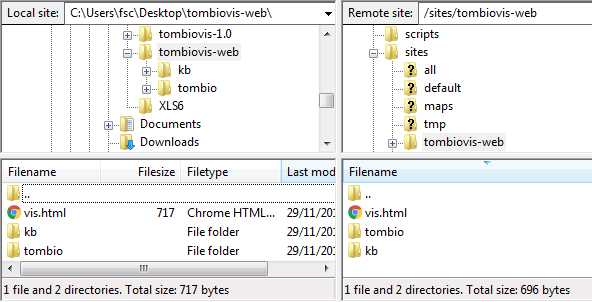 Local site: C:\Users\fsc\Desktop\tombiovis-web\
tombiovis-1.0
tombiovis-web
kb
tombio
XLS6
Documents
Downloads
Filename Filesize Filetype Last mod
..
vis.html 717 Chrome HTML... 29/11/201
kb File folder 29/11/201
tombio File folder 29/11/201
1 file and 2 directories. Total size: 717 bytes
Remote site: /sites/tombiovis-web
scripts
sites
all
default
maps
tmp
tombiovis-web
Filename
..
vis.html
tombio
kb
1 file and 2 directories. Total size: 696 bytes